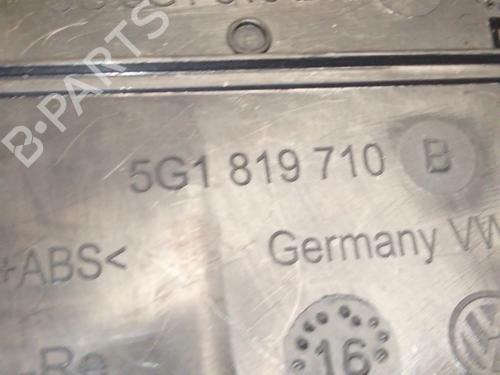 B-PARTS
5G1 819 710 B
+ABS<
Germany VW
16